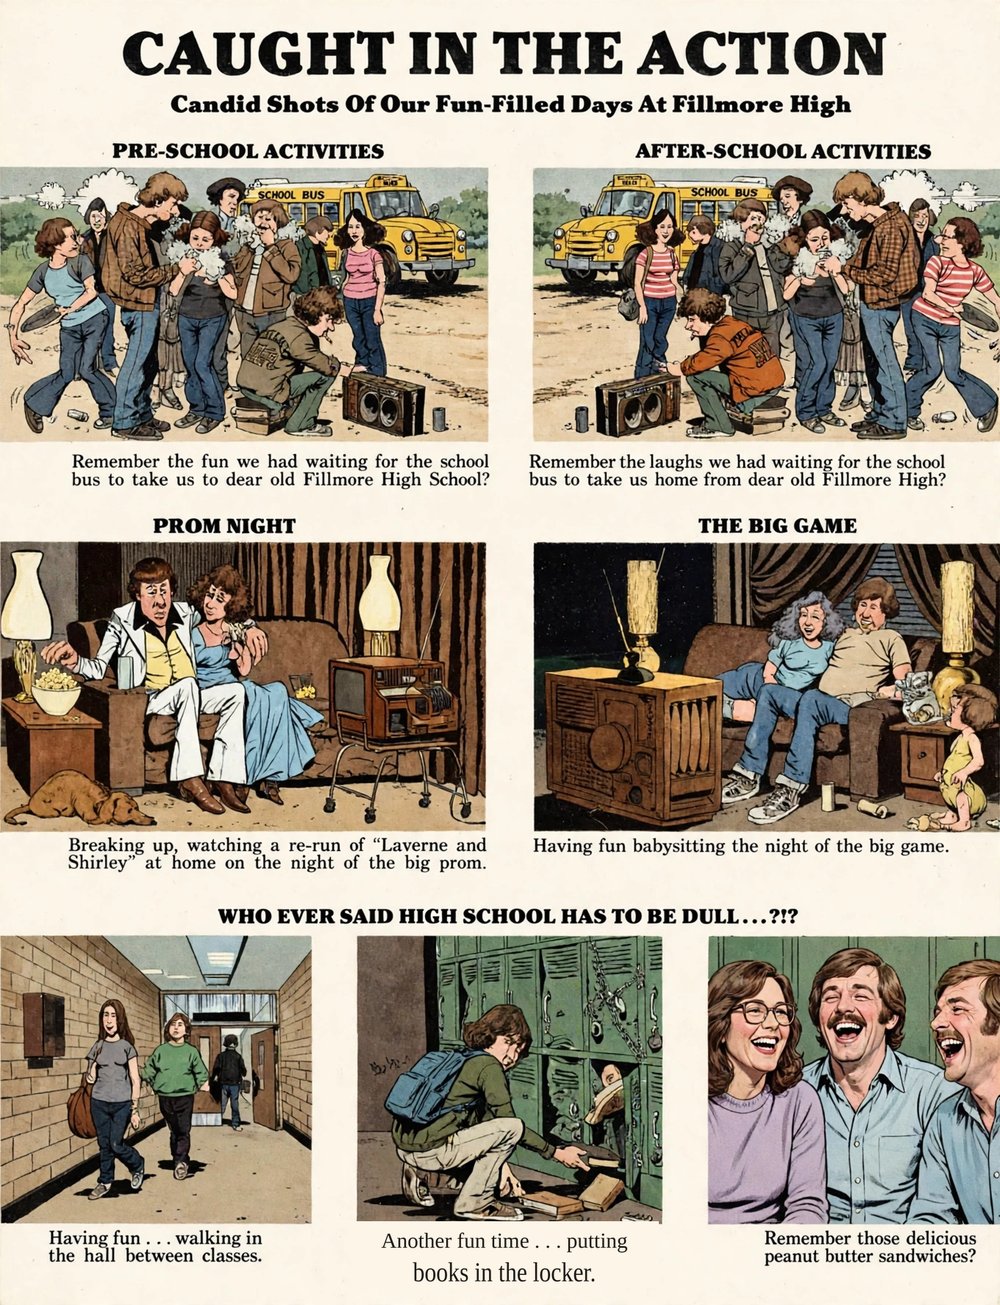 CAUGHT IN THE ACTION
Candid Shots Of Our Fun-Filled Days At Fillmore High
PRE-SCHOOL ACTIVITIES
SCHOOL BUS
Remember the fun we had waiting for the school
bus to take us to dear old Fillmore High School?
AFTER-SCHOOL ACTIVITIES
SCHOOL BUS
Remember the laughs we had waiting for the school
bus to take us home from dear old Fillmore High?
PROM NIGHT
Breaking up, watching a re-run of “Laverne and
Shirley” at home on the night of the big prom.
THE BIG GAME
Having fun babysitting the night of the big game.
WHO EVER SAID HIGH SCHOOL HAS TO BE DULL...?!?
Having fun . . . walking in
the hall between classes.
Another fun time . . . putting
books in the locker.
Remember those delicious
peanut butter sandwiches?